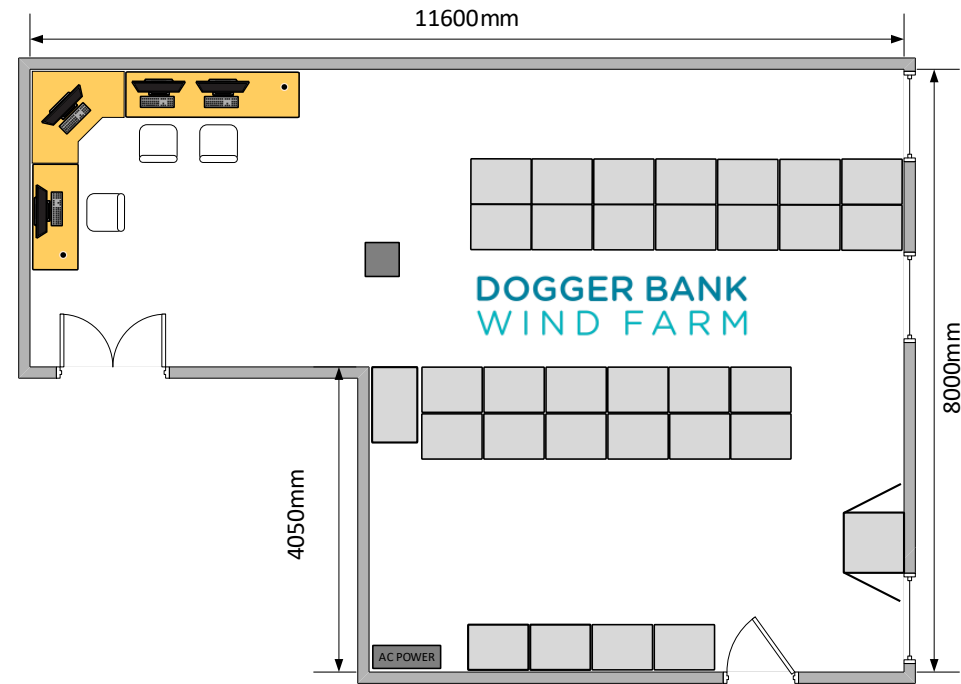 11600mm
DOGGER BANK
WIND FARM
8000mm
4050mm
AC POWER